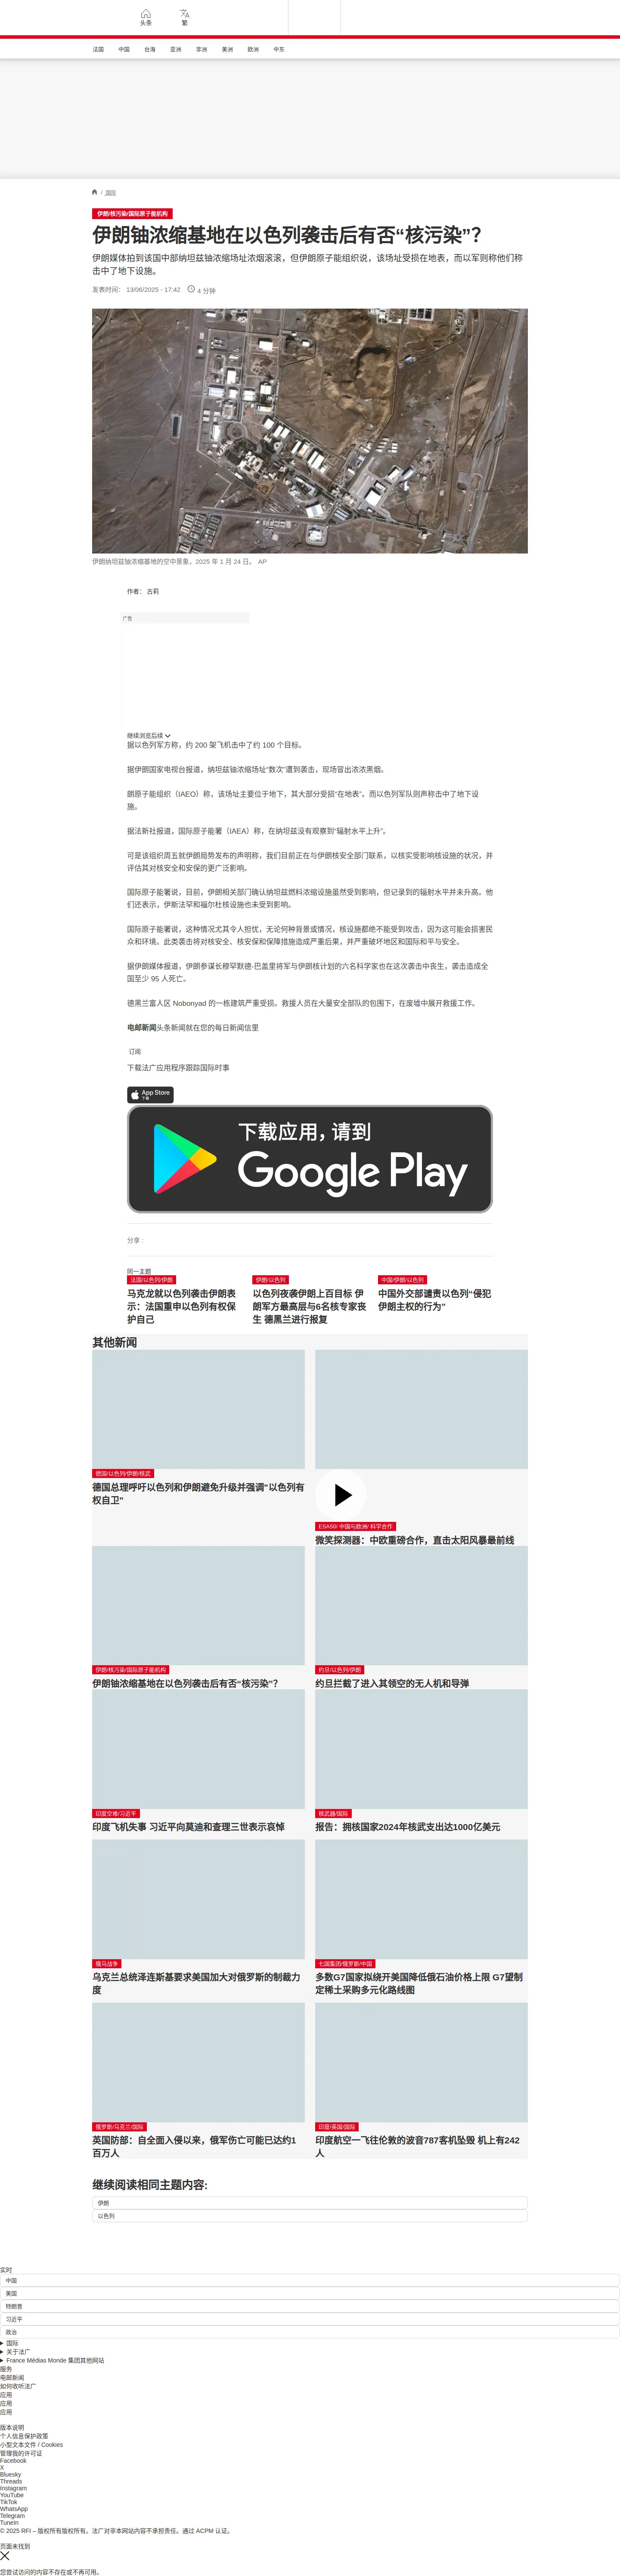 头条
繁
法国
中国
台海
亚洲
非洲
美洲
欧洲
中东
/ 国际
伊朗/核污染/国际原子能机构
伊朗铀浓缩基地在以色列袭击后有否“核污染”？
伊朗媒体拍到该国中部纳坦兹铀浓缩场址浓烟滚滚，但伊朗原子能组织说，该场址受损在地表，而以军则称他们称
击中了地下设施。
发表时间： 13/06/2025 - 17:42
4 分钟
伊朗纳坦兹铀浓缩基地的空中景象，2025 年 1 月 24 日。 AP
作者： 古莉
广告
继续浏览后续
据以色列军方称，约 200 架飞机击中了约 100 个目标。
据伊朗国家电视台报道，纳坦兹铀浓缩场址“数次”遭到袭击，现场冒出浓浓黑烟。
朗原子能组织（IAEO）称，该场址主要位于地下，其大部分受损“在地表”。而以色列军队则声称击中了地下设
施。
据法新社报道，国际原子能署（IAEA）称，在纳坦兹没有观察到“辐射水平上升”。
可是该组织周五就伊朗局势发布的声明称，我们目前正在与伊朗核安全部门联系，以核实受影响核设施的状况，并
评估其对核安全和安保的更广泛影响。
国际原子能署说，目前，伊朗相关部门确认纳坦兹燃料浓缩设施虽然受到影响，但记录到的辐射水平并未升高。他
们还表示，伊斯法罕和福尔杜核设施也未受到影响。
国际原子能署说，这种情况尤其令人担忧，无论何种背景或情况，核设施都绝不能受到攻击，因为这可能会损害民
众和环境。此类袭击将对核安全、核安保和保障措施造成严重后果，并严重破坏地区和国际和平与安全。
据伊朗媒体报道，伊朗参谋长穆罕默德-巴盖里将军与伊朗核计划的六名科学家也在这次袭击中丧生，袭击造成全
国至少 95 人死亡。
德黑兰富人区 Nobonyad 的一栋建筑严重受损。救援人员在大量安全部队的包围下，在废墟中展开救援工作。
电邮新闻头条新闻就在您的每日新闻信里
订阅
下载法广应用程序跟踪国际时事
App Store
下载
下载应用，请到
Google Play
分享 :
同一主题
法国/以色列/伊朗
马克龙就以色列袭击伊朗表
示：法国重申以色列有权保
护自己
伊朗/以色列
以色列夜袭伊朗上百目标 伊
朗军方最高层与6名核专家丧
生 德黑兰进行报复
中国/伊朗/以色列
中国外交部谴责以色列“侵犯
伊朗主权的行为”
其他新闻
德国/以色列/伊朗/核武
德国总理呼吁以色列和伊朗避免升级并强调"以色列有
权自卫"
ESA50/ 中国与欧洲/ 科学合作
微笑探测器：中欧重磅合作，直击太阳风暴最前线
伊朗/核污染/国际原子能机构
伊朗铀浓缩基地在以色列袭击后有否“核污染”？
约旦/以色列/伊朗
约旦拦截了进入其领空的无人机和导弹
印度空难/习近平
印度飞机失事 习近平向莫迪和查理三世表示哀悼
核武器/国际
报告：拥核国家2024年核武支出达1000亿美元
俄乌战争
乌克兰总统泽连斯基要求美国加大对俄罗斯的制裁力
度
七国集团/俄罗斯/中国
多数G7国家拟绕开美国降低俄石油价格上限 G7望制
定稀土采购多元化路线图
俄罗斯/乌克兰/国际
英国防部：自全面入侵以来，俄军伤亡可能已达约1
百万人
印度/英国/国际
印度航空一飞往伦敦的波音787客机坠毁 机上有242
人
继续阅读相同主题内容:
伊朗
以色列
实时
中国
美国
特朗普
习近平
政治
国际
关于法广
France Médias Monde 集团其他网站
服务
电邮新闻
如何收听法广
应用
应用
应用
版本说明
个人信息保护政策
小型文本文件 / Cookies
管理我的许可证
Facebook
X
Bluesky
Threads
Instagram
YouTube
TikTok
WhatsApp
Telegram
TuneIn
© 2025 RFI – 版权所有版权所有。法广对非本网站内容不承担责任。通过 ACPM 认证。
页面未找到
您尝试访问的内容不存在或不再可用。